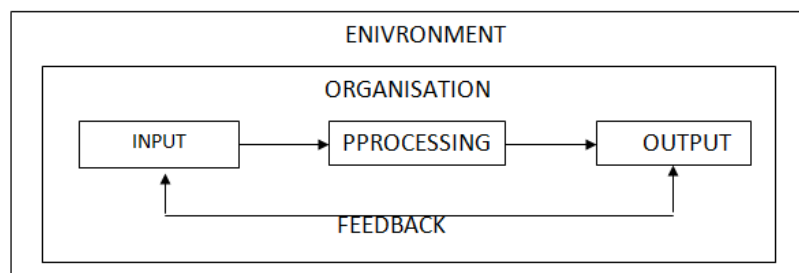 ENIVRONMENT
ORGANISATION
INPUT
PPROCESSING
OUTPUT
FEEDBACK